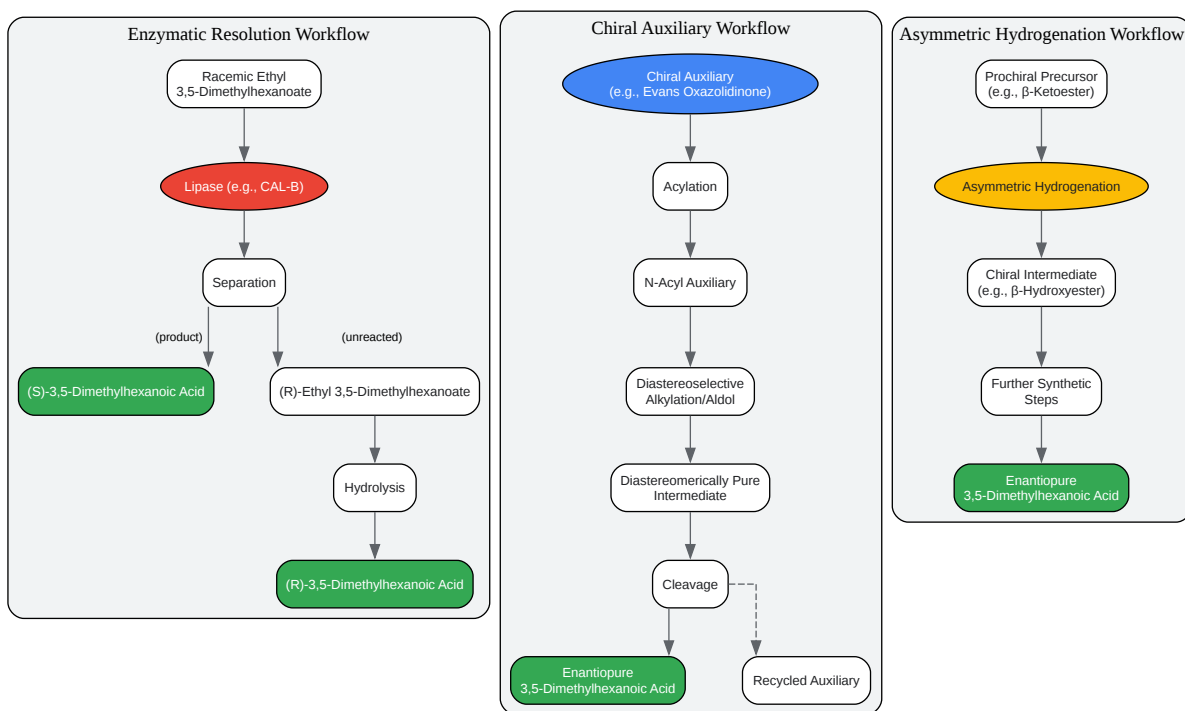 Enzymatic Resolution Workflow
Racemic Ethyl
3,5-Dimethylhexanoate
Lipase (e.g., CAL-B)
Separation
(product)
(unreacted)
(S)-3,5-Dimethylhexanoic Acid
(R)-Ethyl 3,5-Dimethylhexanoate
Hydrolysis
(R)-3,5-Dimethylhexanoic Acid
Chiral Auxiliary Workflow
Chiral Auxiliary
(e.g., Evans Oxazolidinone)
Acylation
N-Acyl Auxiliary
Diastereoselective
Alkylation/Aldol
Diastereomerically Pure
Intermediate
Cleavage
Enantiopure
3,5-Dimethylhexanoic Acid
Recycled Auxiliary
Asymmetric Hydrogenation Workflow
Prochiral Precursor
(e.g., β-Ketoester)
Asymmetric Hydrogenation
Chiral Intermediate
(e.g., β-Hydroxyester)
Further Synthetic
Steps
Enantiopure
3,5-Dimethylhexanoic Acid